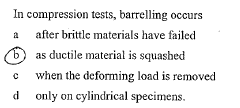 In compression tests, barrelling occurs
a after brittle materials have failed
b as ductile material is squashed
c when the deforming load is removed
d only on cylindrical specimens.